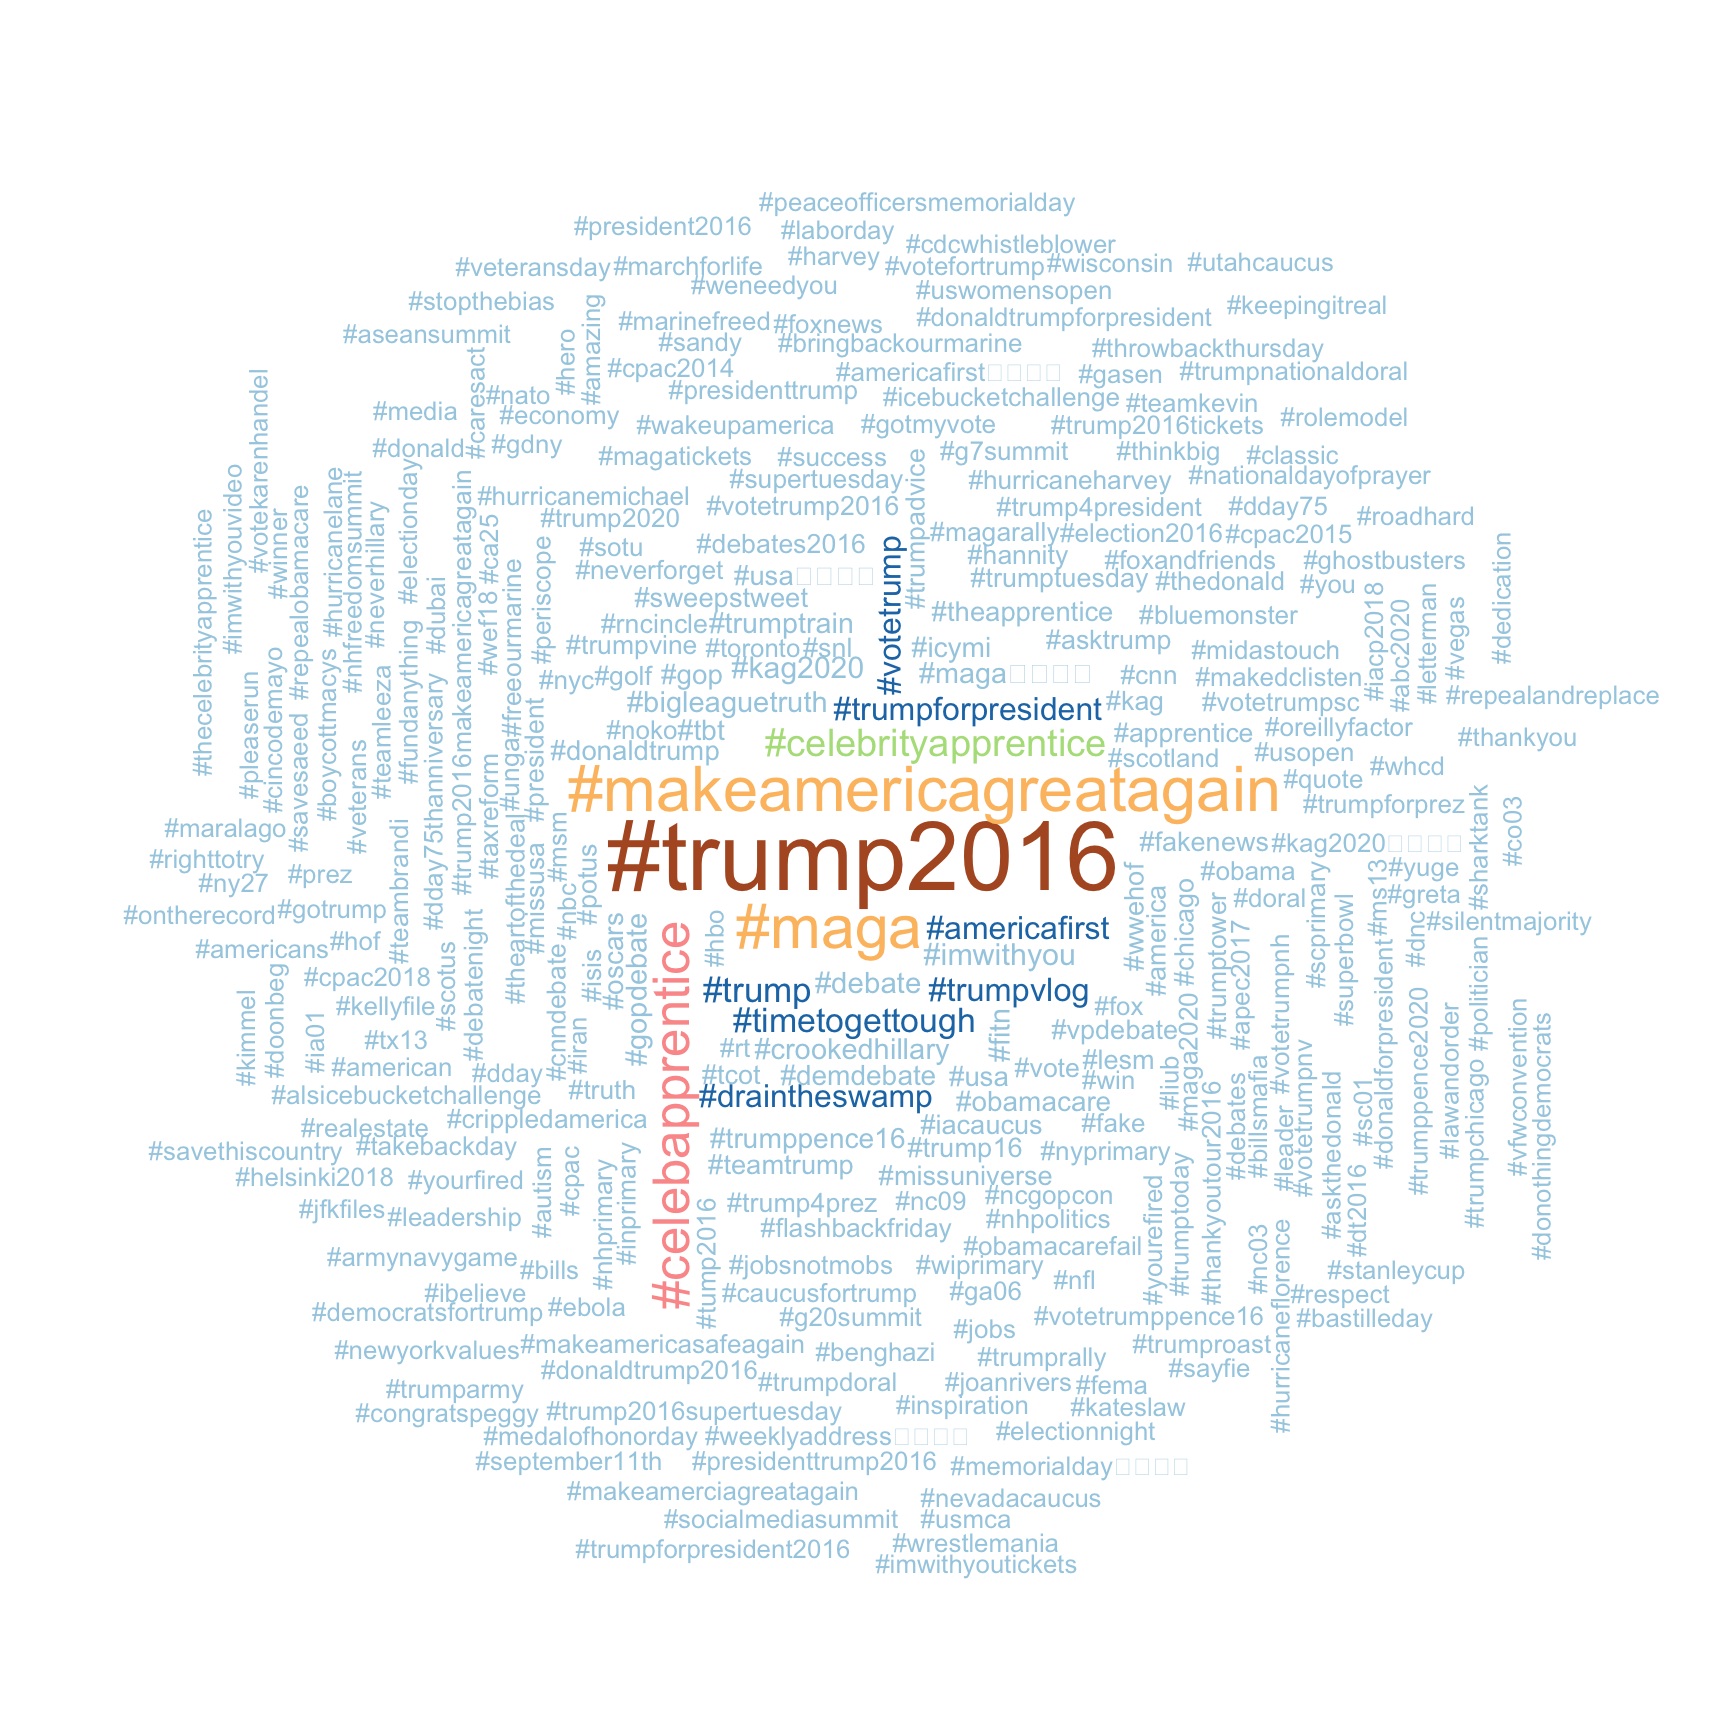 #peaceofficersmemorialday
#president2016
#laborday
#cdcwhistleblower
#harvey
#veteransday
#marchforlife
#votefortrump
#wisconsin
#utahcaucus
#weneedyou
#uswomensopen
#stopthebias
#keepingitreal
#marinefreed
#foxnews
#donaldtrumpforpresident
#aseansummit
#hero
#amazing
#sandy
#bringbackourmarine
#throwbackthursday
#caresact
#cpac2014
#americafirst
#gasen
#trumpnationaldoral
#presidenttrump
#icebucketchallenge
#teamkevin
#nato
#media
#economy
#wakeupamerica
#gotmyvote
#trump2016tickets
#rolemodel
#donald
#gdny
#magatickets
#success
#g7summit
#thinkbig
#classic
#supertuesday
#trumpadvice
#hurricaneharvey
#nationaldayofprayer
#hurricanemichael
#votetrump2016
#trump4president
#dday75
#roadhard
#trump2020
#magarally
#election2016
#cpac2015
#sotu
#debates2016
#hannity
#foxandfriends
#ghostbusters
#neverforget
#usa
#trumptuesday
#thedonald
#you
#sweepstweet
#theapprentice
#bluemonster
#rncincle
#trumptrain
#votetrump
#icymi
#asktrump
#midastouch
#trumpvine
#toronto
#snl
#nyc
#golf
#gop
#kag2020
#maga
#cnn
#makedclisten
#bigleaguetruth
#trumpforpresident
#kag
#votetrumpsc
#repealandreplace
#noko
#tbt
#apprentice
#oreillyfactor
#thankyou
#donaldtrump
#celebrityapprentice
#scotland
#usopen
#whcd
#quote
#makeamericagreatagain
#trumpforprez
#trump2016
#fakenews
#kag2020
#votekarenhandel
#imwithyouvideo
#thecelebrityapprentice
#winner
#repealobamacare
#hurricanelane
#nhfreedomsummit
#neverhillary
#electionday
#dubai
#trump2016makeamericagreatagain
#wef18
#ca25
#freeourmarine
#periscope
#pleaserun
#cincodemayo
#savesaeed
#boycottmacys
#veterans
#teamleeza
#fundanything
#dday75thanniversary
#taxreform
#unga
#president
#maralago
#righttotry
#ny27
#prez
#ontherecord
#gotrump
#americans
#hof
#teambrandi
#theartofthedeal
#missusa
#msm
#nbc
#potus
#iacp2018
#abc2020
#letterman
#vegas
#dedication
#obama
#doral
#yuge
#greta
#ms13
#sharktank
#co03
#silentmajority
#maga
#americafirst
#imwithyou
#hbo
#celebapprentice
#gopdebate
#oscars
#isis
#iran
#cnndebate
#debatenight
#scotus
#cpac2018
#kellyfile
#tx13
#american
#kimmel
#doonbeg
#ia01
#wwehof
#america
#chicago
#trumptower
#apec2017
#votetrumpnh
#scprimary
#superbowl
#donaldforpresident
#dnc
#politician
#trump
#debate
#trumpvlog
#fox
#timetogettough
#fitn
#vpdebate
#rt
#crookedhillary
#tcot
#demdebate
#usa
#vote
#lesm
#win
#draintheswamp
#obamacare
#dday
#truth
#alsicebucketchallenge
#crippledamerica
#iacaucus
#fake
#liub
#maga2020
#thankyoutour2016
#debates
#billsmafia
#leader
#votetrumpnv
#askthedonald
#dt2016
#sc01
#trumppence2020
#lawandorder
#trumpchicago
#vfwconvention
#donothingdemocrats
#realestate
#takebackday
#savethiscountry
#trumppence16
#trump16
#nyprimary
#helsinki2018
#yourfired
#teamtrump
#missuniverse
#autism
#cpac
#nhprimary
#inprimary
#tump2016
#trump4prez
#nc09
#ncgopcon
#jfkfiles
#leadership
#flashbackfriday
#nhpolitics
#youreefired
#trumptoday
#nc03
#hurricaneflorence
#obamacarefail
#armynavygame
#bills
#jobsnotmobs
#wiprimary
#nfl
#stanleycup
#ibelieve
#caucusfortrump
#ga06
#respect
#democratsfortrump
#ebola
#g20summit
#votetrumppence16
#bastilleday
#jobs
#newyorkvalues
#makeamericasafeagain
#benghazi
#trumprally
#trumproast
#donaldtrump2016
#sayfie
#trumparmy
#trumpdoral
#joanrivers
#fema
#congratspeggy
#trump2016supertuesday
#inspiration
#kateslaw
#medalofhonorday
#weeklyaddress
#electionnight
#september11th
#presidenttrump2016
#memorialday
#makeamerciagreatagain
#nevadacaucus
#socialmediasummit
#usmca
#trumpforpresident2016
#wrestlemania
#imwithyoutickets